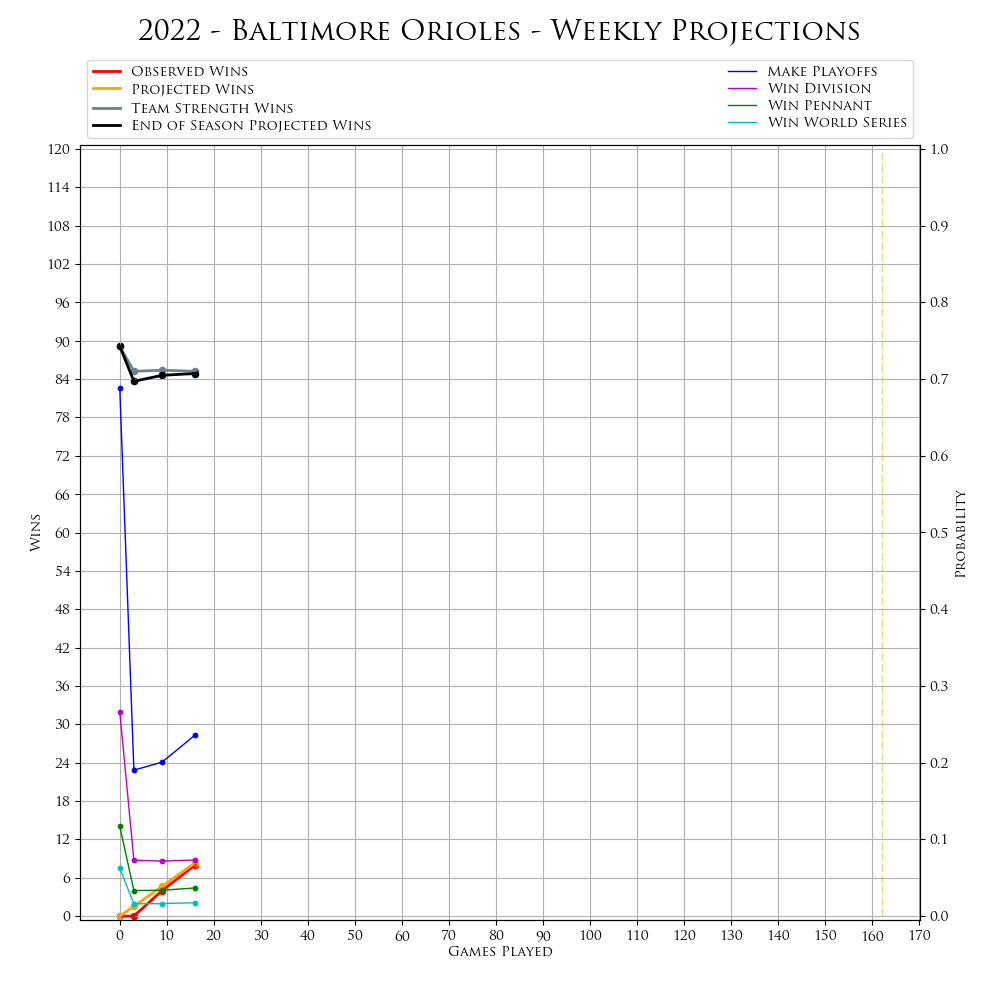 2022 - Baltimore Orioles - Weekly Projections
Observed Wins
Projected Wins
Team Strength Wins
End of Season Projected Wins
Make Playoffs
Win Division
Win Pennant
Win World Series
120
114
108
102
96
90
84
78
72
66
60
54
48
42
36
30
24
18
12
6
0
Wins
1.0
0.9
0.8
0.7
0.6
0.5
0.4
0.3
0.2
0.1
0.0
Probability
0 10 20 30 40 50 60 70 80 90 100 110 120 130 140 150 160 170
Games Played